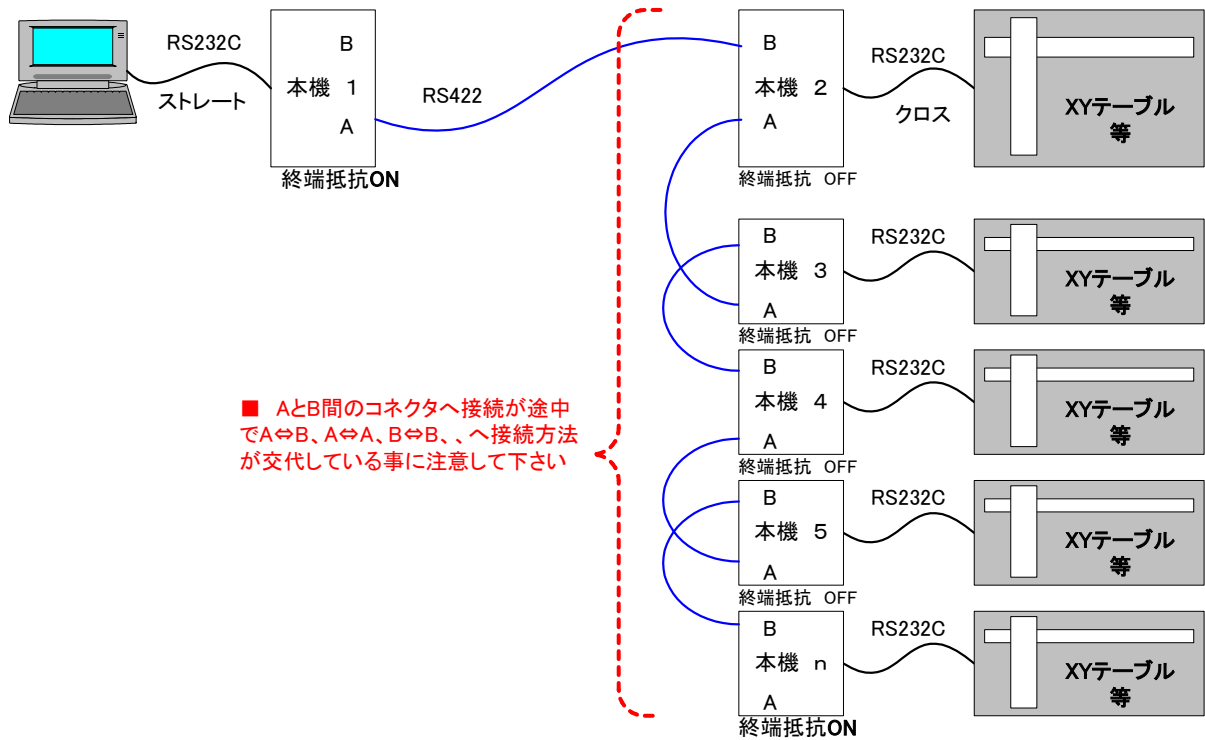 RS232C
ストレート
B
本機 1
A
終端抵抗ON
RS422
B
本機 2
A
終端抵抗 OFF
RS232C
クロス
XYテーブル
等
B
本機 3
A
終端抵抗 OFF
RS232C
XYテーブル
等
B
本機 4
A
終端抵抗 OFF
RS232C
XYテーブル
等
■ AとB間のコネクタへ接続が途中
でA⇔B、A⇔A、B⇔B、、へ接続方法
が交代している事に注意して下さい
B
本機 5
A
終端抵抗 OFF
RS232C
XYテーブル
等
B
本機 n
A
終端抵抗ON
RS232C
XYテーブル
等